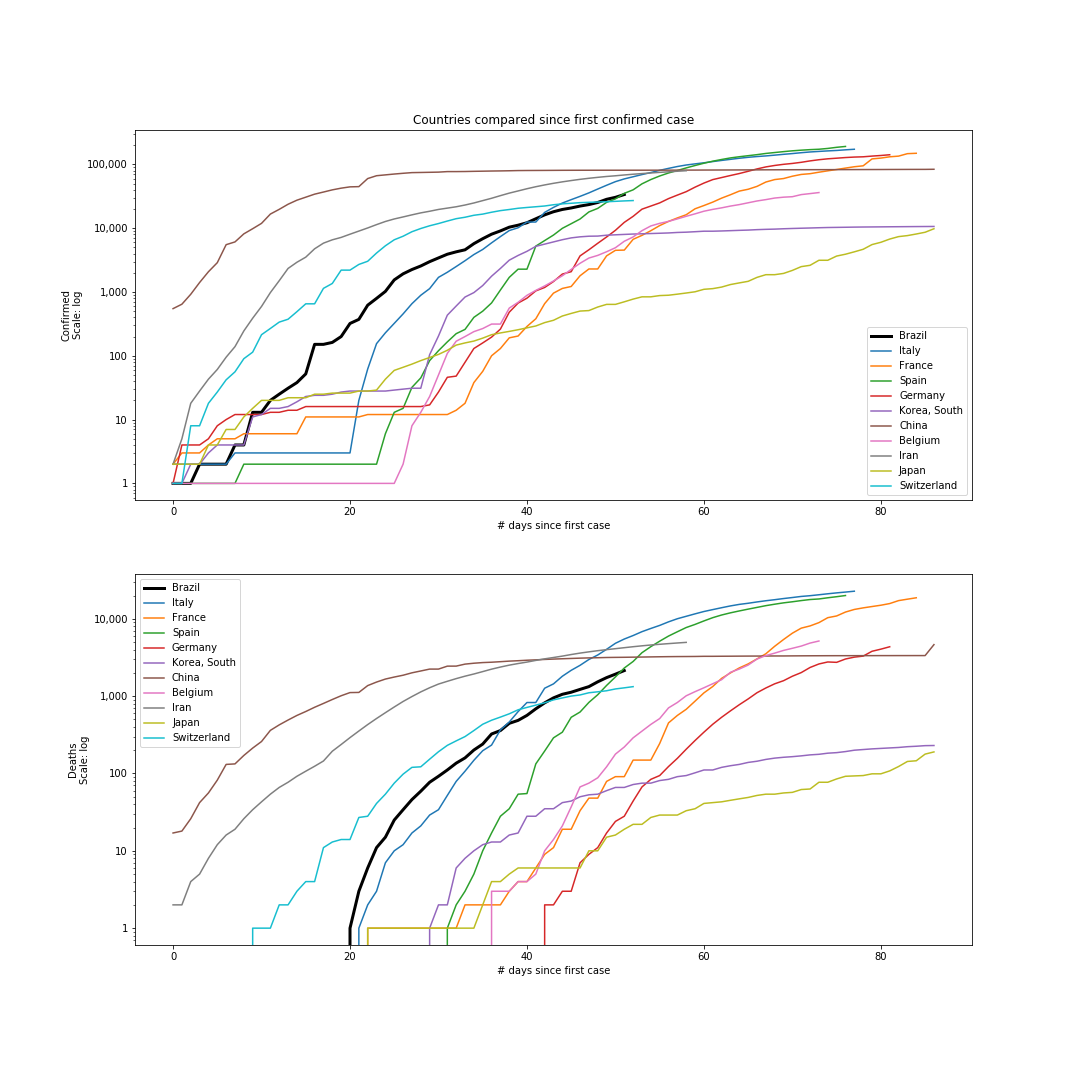 Countries compared since first confirmed case
Confirmed
Scale: log
100,000
10,000
1,000
100
10
1
Brazil
Italy
France
Spain
Germany
Korea, South
China
Belgium
Iran
Japan
Switzerland
0 20 40 60 80
# days since first case
Deaths
Scale: log
10,000
1,000
100
10
1
Brazil
Italy
France
Spain
Germany
Korea, South
China
Belgium
Iran
Japan
Switzerland
0 20 40 60 80
# days since first case